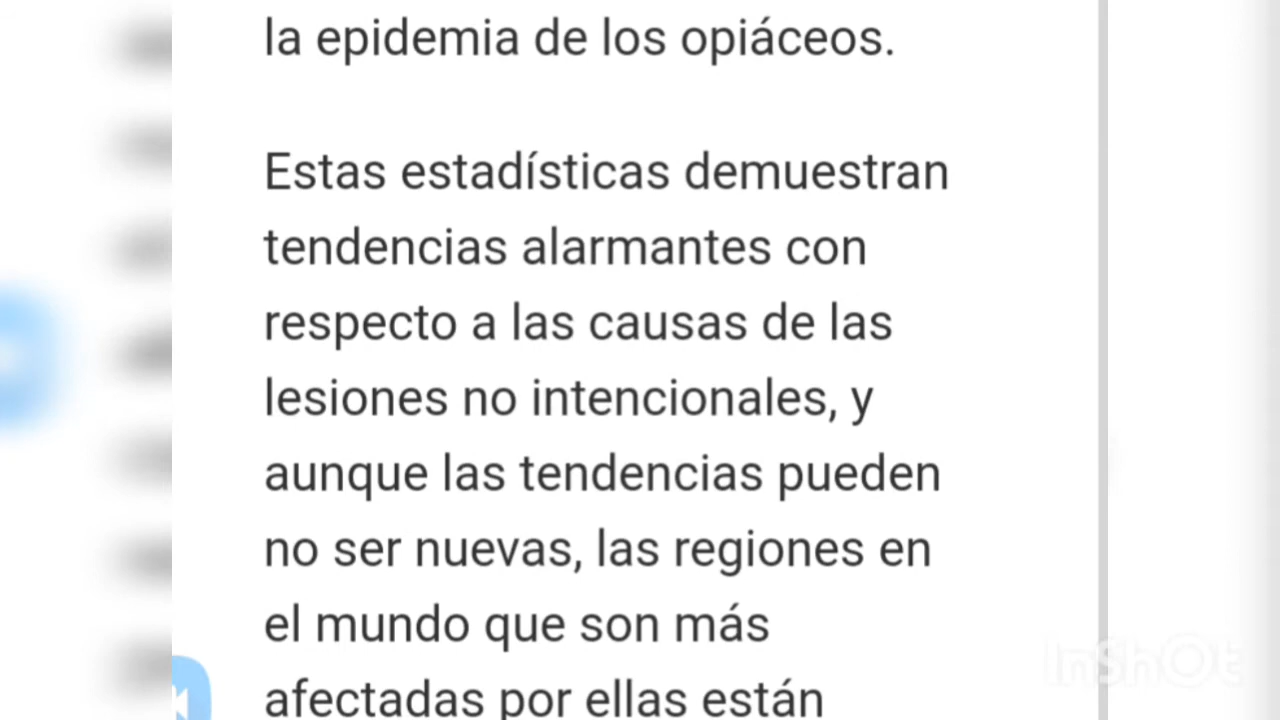 la epidemia de los opiáceos.
Estas estadísticas demuestran
tendencias alarmantes con
respecto a las causas de las
lesiones no intencionales, y
aunque las tendencias pueden
no ser nuevas, las regiones en
el mundo que son más
afectadas por ellas están
InShOt